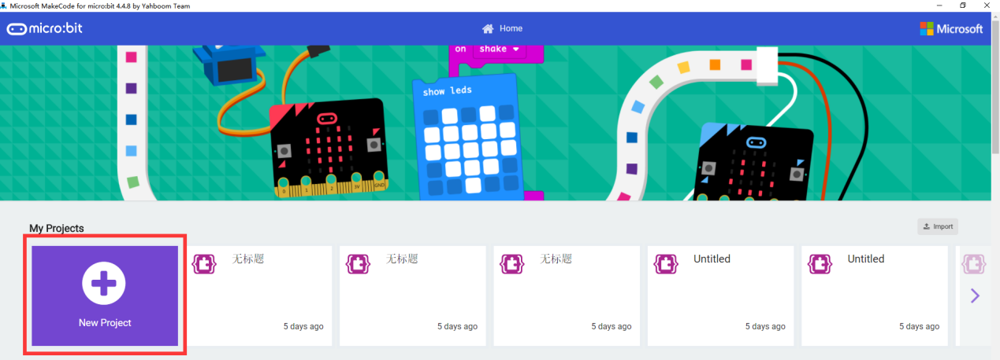 Microsoft MakeCode for micro:bit 4.4.8 by Yahboom Team
micro:bit
Home
Microsoft
on shake
show leds
0 1 2 3V GND
My Projects
Import
New Project
无标题
5 days ago
无标题
5 days ago
无标题
5 days ago
Untitled
5 days ago
Untitled
5 days ago